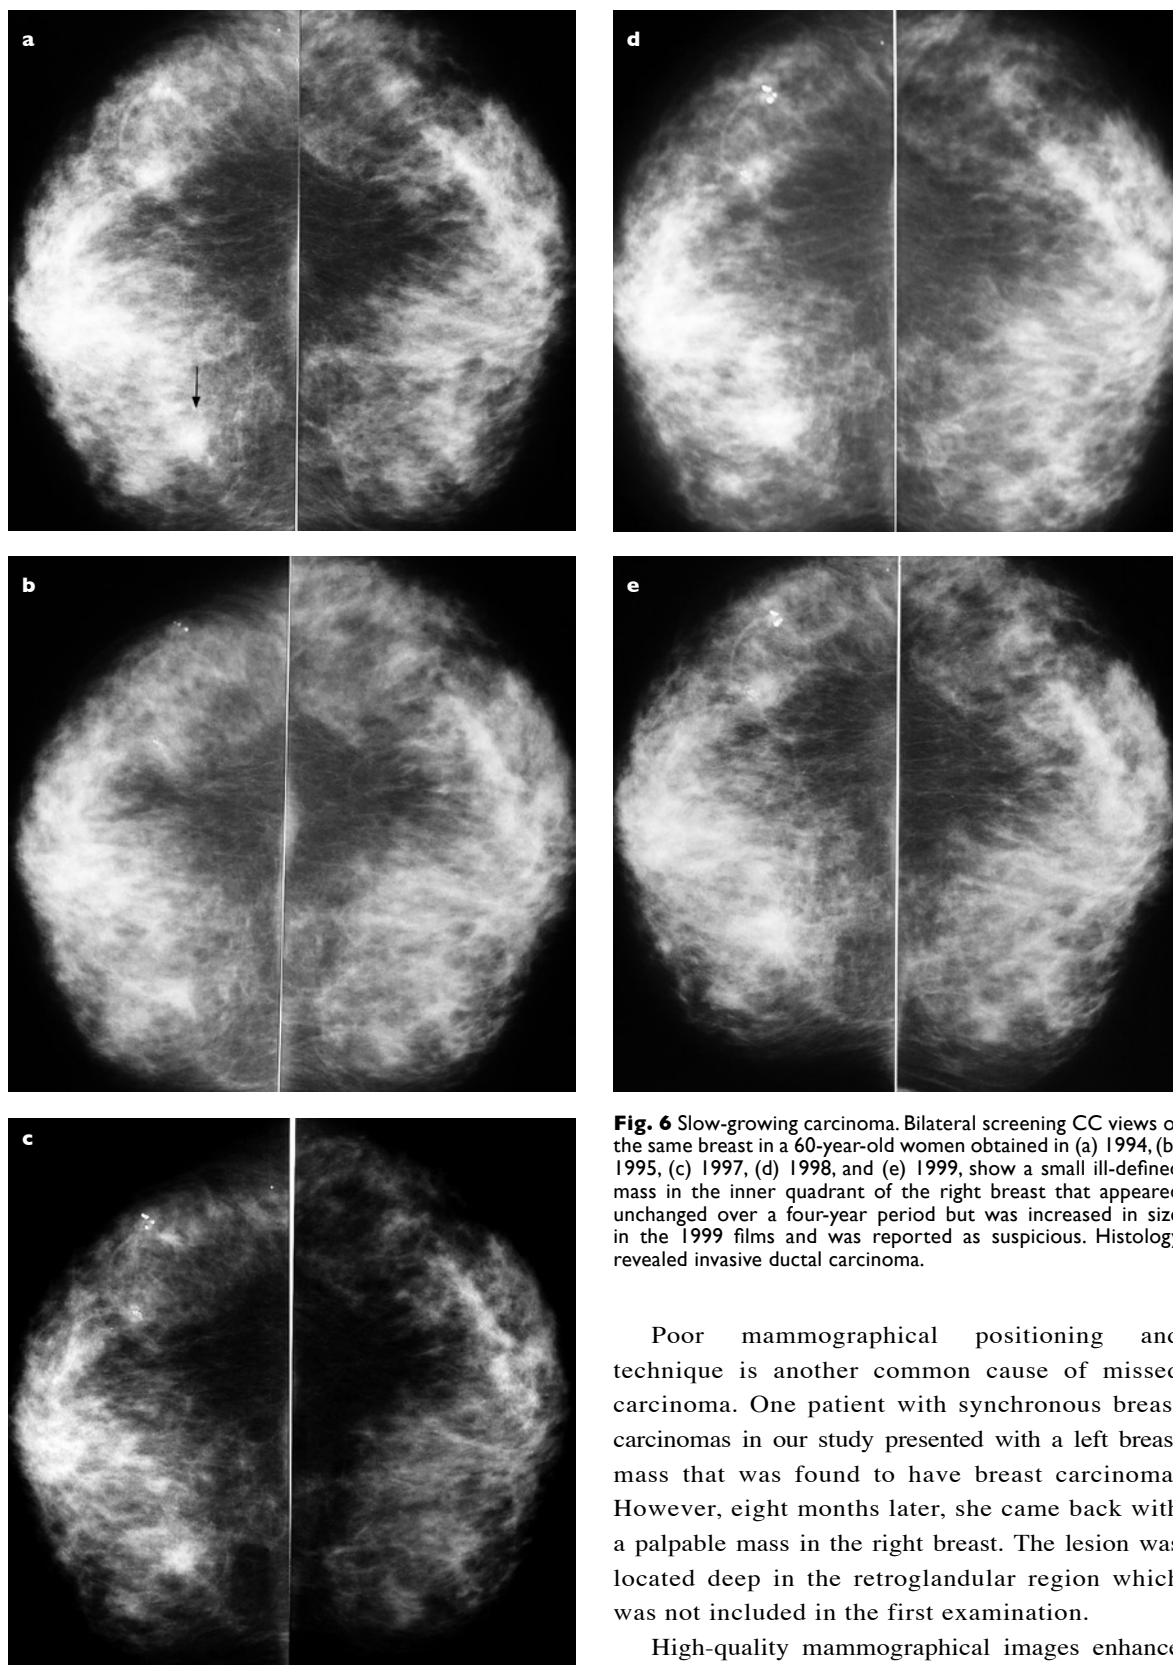 a
d
b
e
c
Fig. 6 Slow-growing carcinoma. Bilateral screening CC views o
the same breast in a 60-year-old women obtained in (a) 1994, (b
1995, (c) 1997, (d) 1998, and (e) 1999, show a small ill-define
mass in the inner quadrant of the right breast that appeare
unchanged over a four-year period but was increased in size
in the 1999 films and was reported as suspicious. Histology
revealed invasive ductal carcinoma.
Poor mammographical positioning and
technique is another common cause of missed
carcinoma. One patient with synchronous breas
carcinomas in our study presented with a left breas
mass that was found to have breast carcinoma
However, eight months later, she came back with
a palpable mass in the right breast. The lesion was
located deep in the retroglandular region which
was not included in the first examination.
High-quality mammographical images enhance